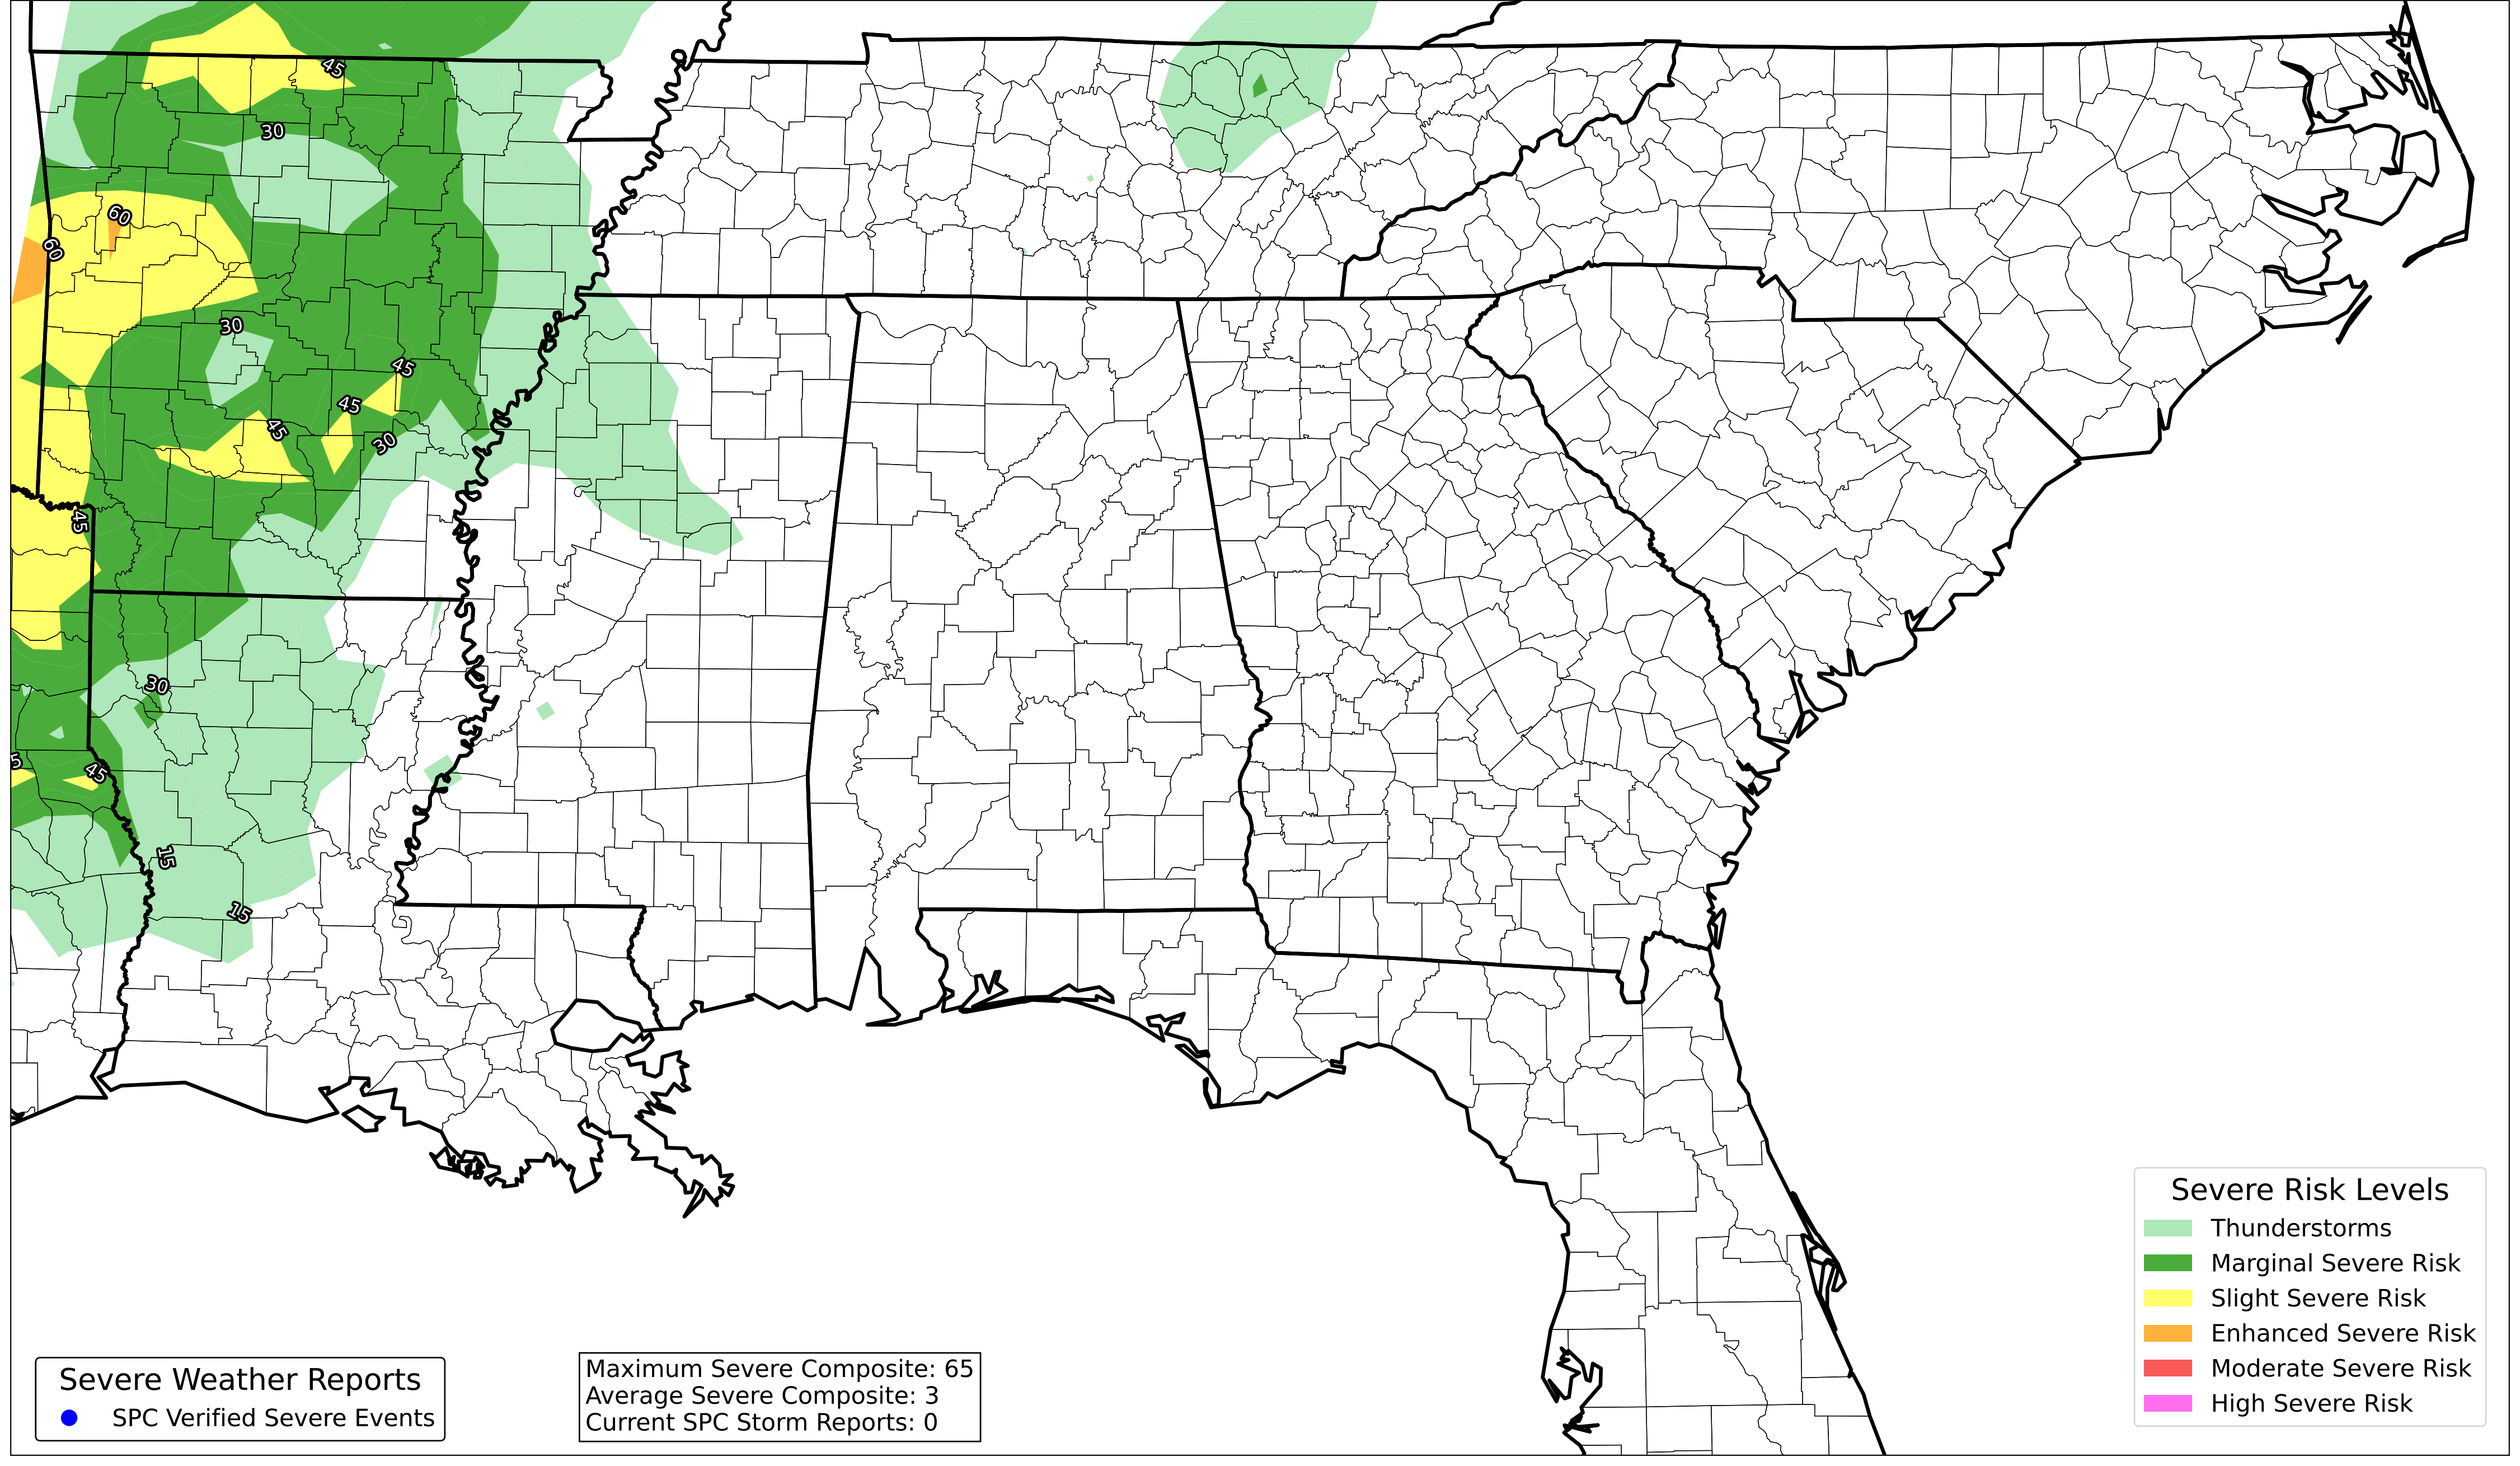 45
30
60
60
30
45
45
45
30
45
30
5
45
15
15
Severe Risk Levels
Thunderstorms
Marginal Severe Risk
Slight Severe Risk
Enhanced Severe Risk
Moderate Severe Risk
High Severe Risk
Severe Weather Reports
SPC Verified Severe Events
Maximum Severe Composite: 65
Average Severe Composite: 3
Current SPC Storm Reports: 0